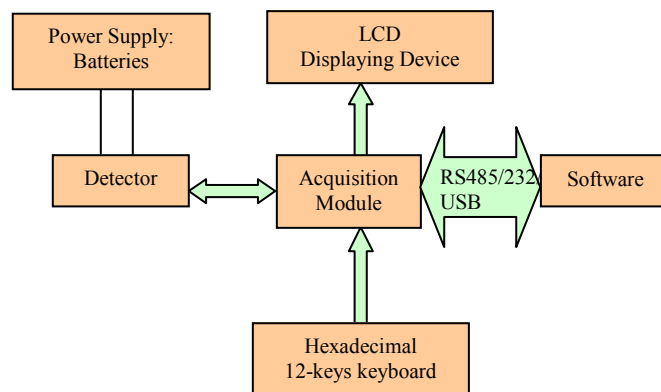 Power Supply:
Batteries
LCD
Displaying Device
Detector
Acquisition
Module
RS485/232
USB
Software
Hexadecimal
12-keys keyboard